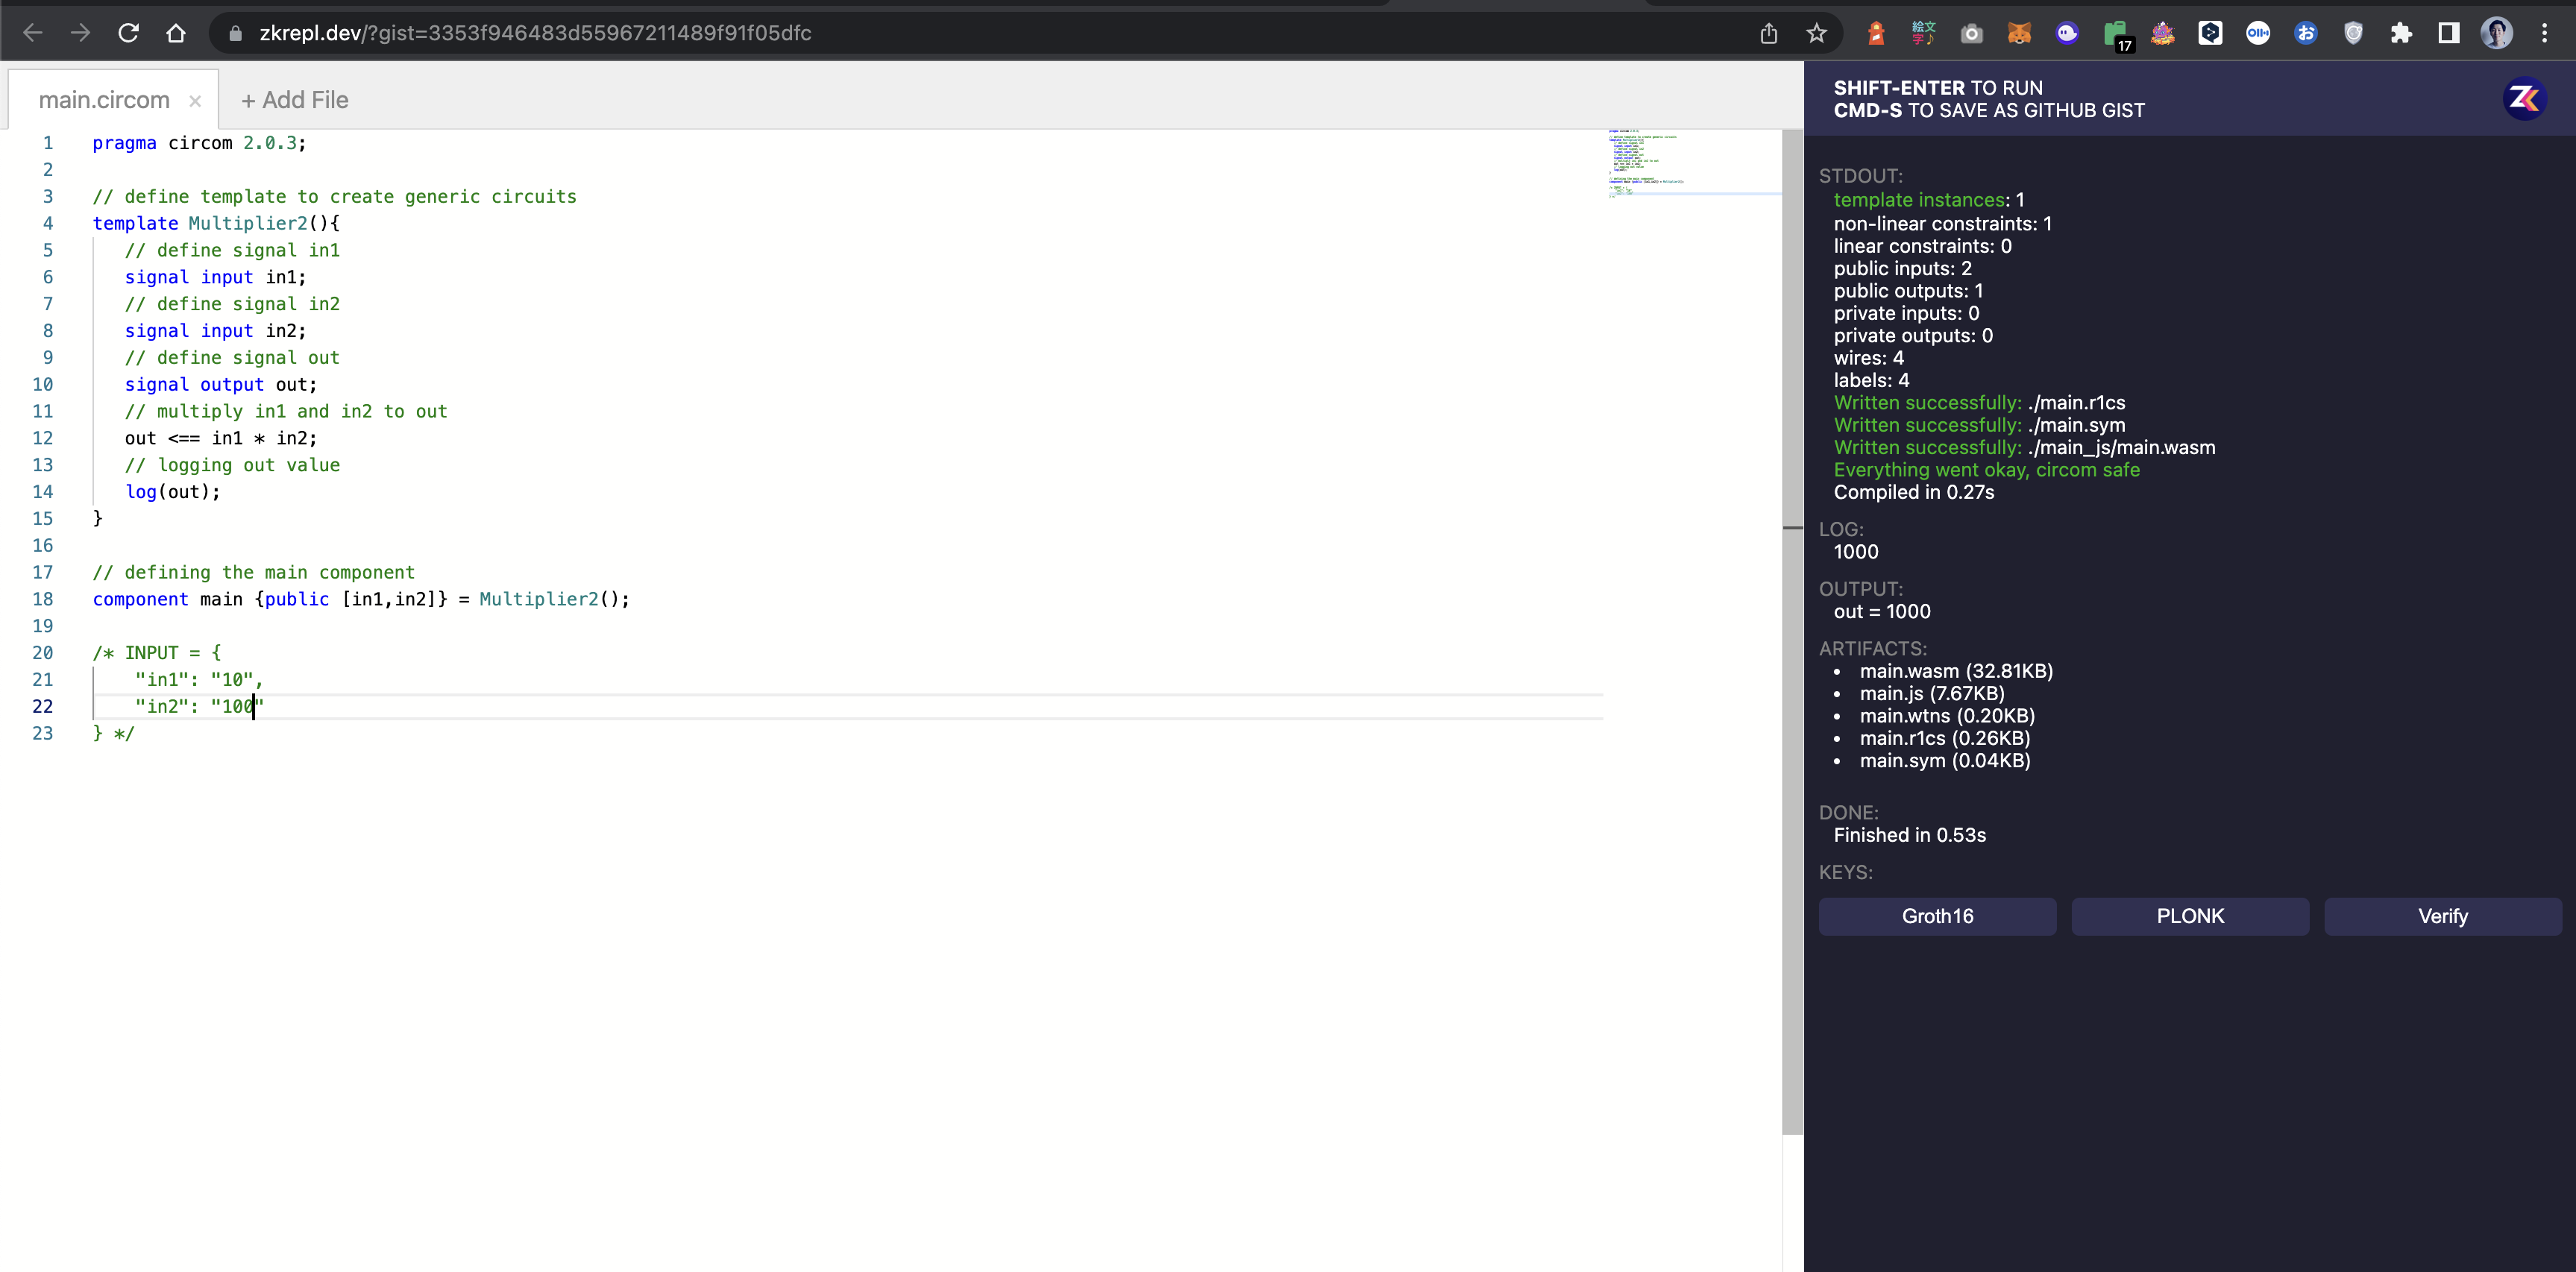 zkrepl.dev/?gist=3353f946483d55967211489f91f05dfc
絵文
字♪
17
お
main.circom × + Add File
1 pragma circom 2.0.3;
2
3 // define template to create generic circuits
4 template Multiplier2(){
5 // define signal in1
6 signal input in1;
7 // define signal in2
8 signal input in2;
9 // define signal out
10 signal output out;
11 // multiply in1 and in2 to out
12 out <== in1 * in2;
13 // logging out value
14 log(out);
15 }
16
17 // defining the main component
18 component main {public [in1,in2]} = Multiplier2();
19
20 /* INPUT = {
21 "in1": "10",
22 "in2": "100"
23 } */
SHIFT-ENTER TO RUN
CMD-S TO SAVE AS GITHUB GIST
STDOUT:
template instances: 1
non-linear constraints: 1
linear constraints: 0
public inputs: 2
public outputs: 1
private inputs: 0
private outputs: 0
wires: 4
labels: 4
Written successfully: ./main.r1cs
Written successfully: ./main.sym
Written successfully: ./main_js/main.wasm
Everything went okay, circom safe
Compiled in 0.27s
LOG:
1000
OUTPUT:
out = 1000
ARTIFACTS:
• main.wasm (32.81KB)
• main.js (7.67KB)
• main.wtns (0.20KB)
• main.r1cs (0.26KB)
• main.sym (0.04KB)
DONE:
Finished in 0.53s
KEYS:
Groth16 PLONK Verify